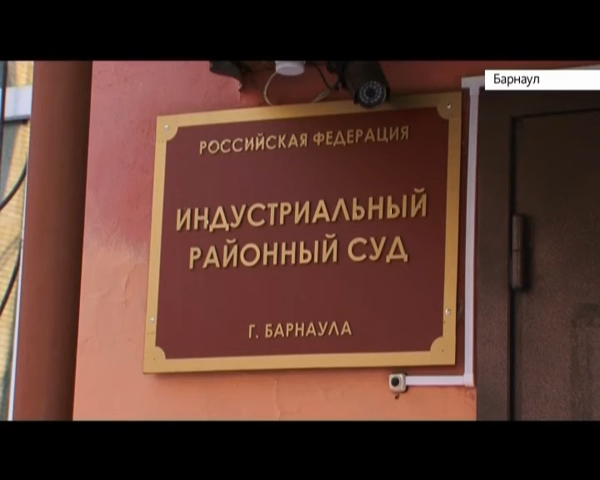 Барнаул
РОССИЙСКАЯ ФЕДЕРАЦИЯ
ИНДУСТРИАЛЬНЫЙ
РАЙОННЫЙ СУД
Г. БАРНАУЛА